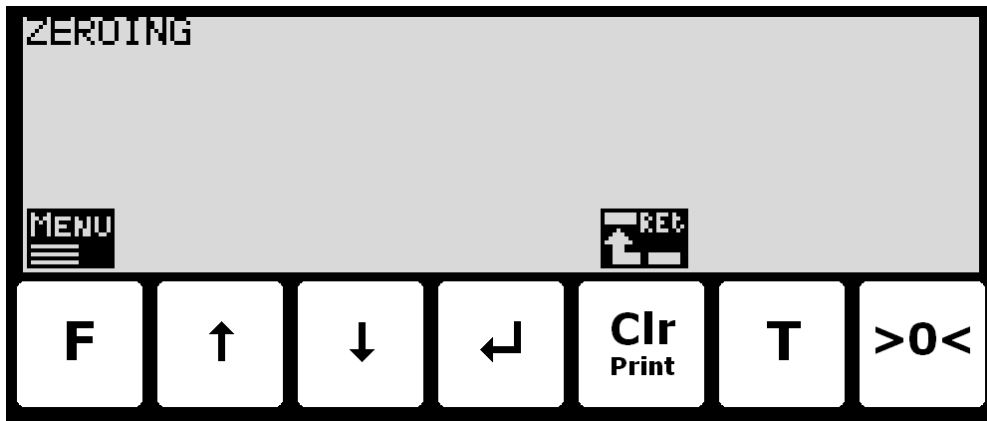 ZEROING
MENU REt
F ↑ ↓ ↵ Clr T >0<
Print